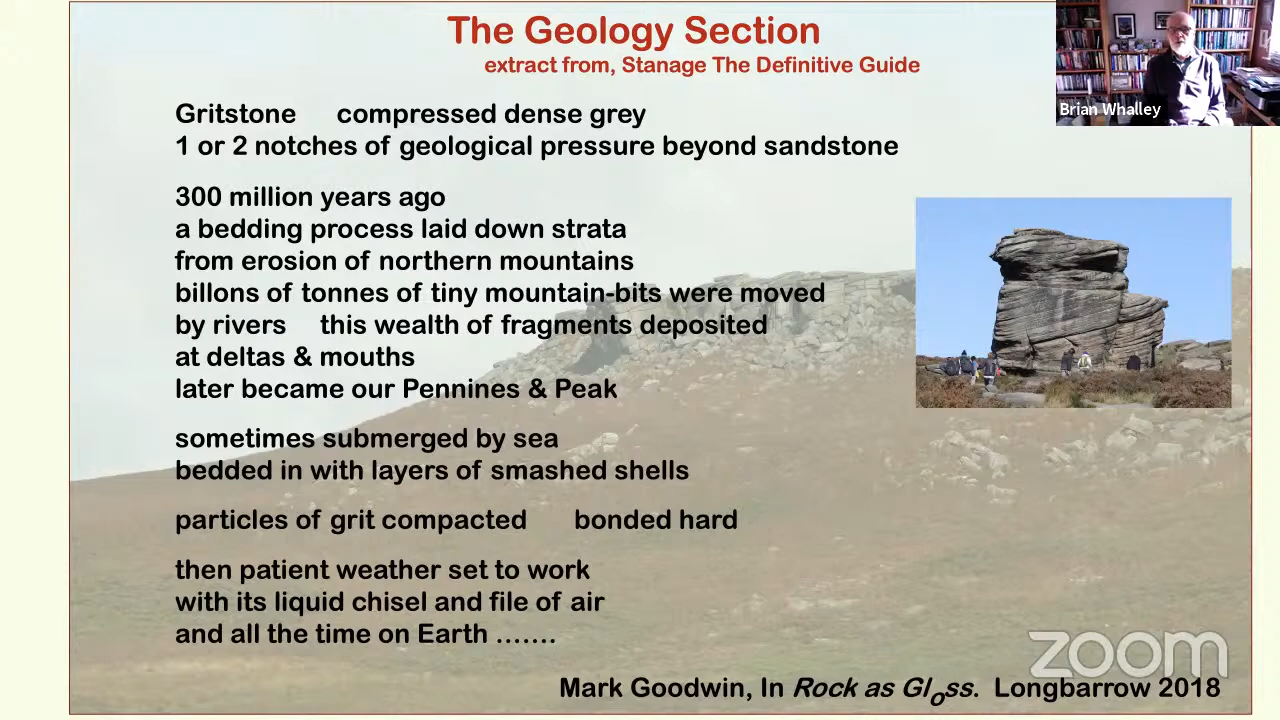 The Geology Section
extract from, Stanage The Definitive Guide
Brian Whalley
Gritstone compressed dense grey
1 or 2 notches of geological pressure beyond sandstone
300 million years ago
a bedding process laid down strata
from erosion of northern mountains
billons of tonnes of tiny mountain-bits were moved
by rivers this wealth of fragments deposited
at deltas & mouths
later became our Pennines & Peak
sometimes submerged by sea
bedded in with layers of smashed shells
particles of grit compacted bonded hard
then patient weather set to work
with its liquid chisel and file of air
and all the time on Earth …….
zoom
Mark Goodwin, In Rock as Gloss. Longbarrow 2018